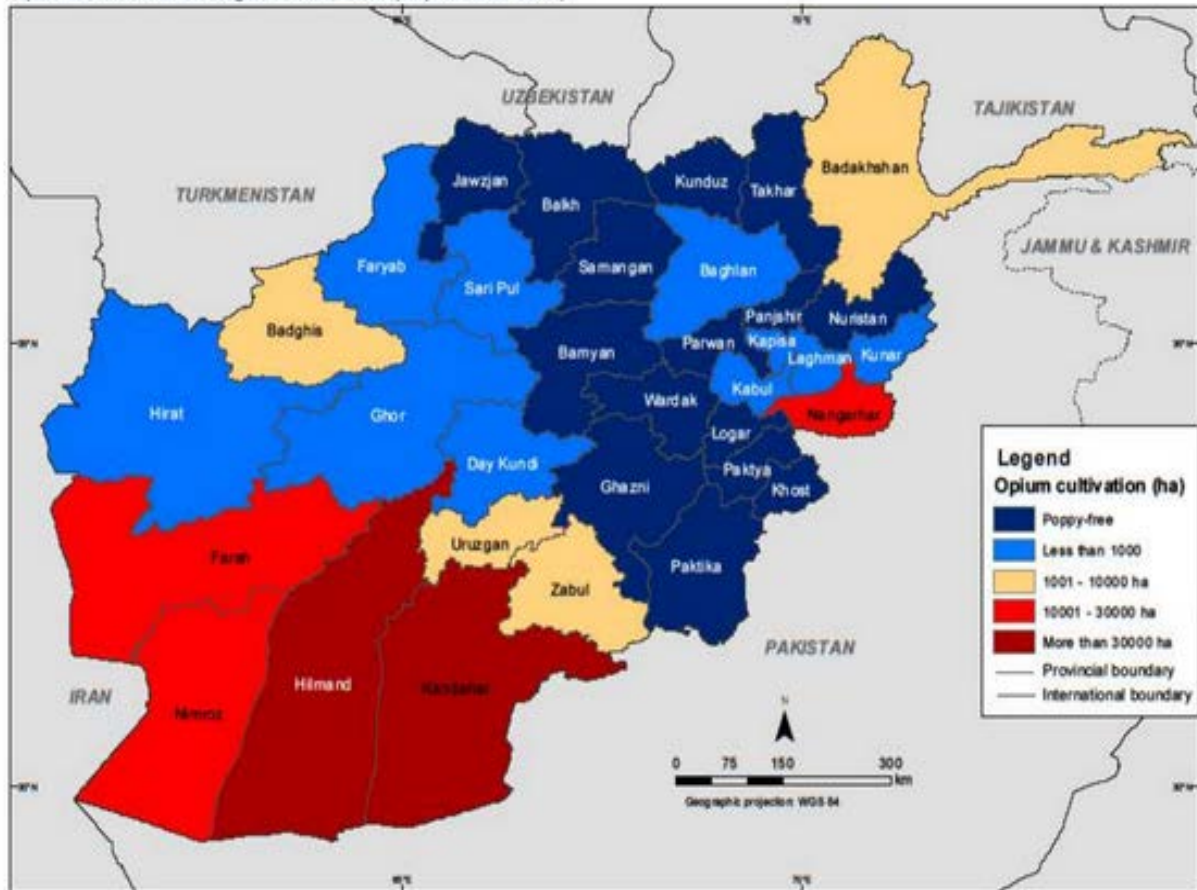 UZBEKISTAN
TAJIKISTAN
TURKMENISTAN
JAMMU & KASHMIR
Jawzjan
Balkh
Kunduz
Takhar
Badakhshan
Faryab
Sari Pul
Samangan
Baghlan
Badghis
Panjshir
Nuristan
Bamyan
Parwan
Kapisa
Laghman
Kunar
Hirat
Ghor
Wardak
Kabul
Nangarhar
Logar
Day Kundi
Ghazni
Paktya
Khost
Farah
Uruzgan
Zabul
Paktika
Hilmand
Kandahar
Nimroz
PAKISTAN
IRAN
Legend
Opium cultivation (ha)
Poppy-free
Less than 1000
1001 - 10000 ha
10001 - 30000 ha
More than 30000 ha
Provincial boundary
International boundary
N
0 75 150 300
km
Geographic projection: WGS 84